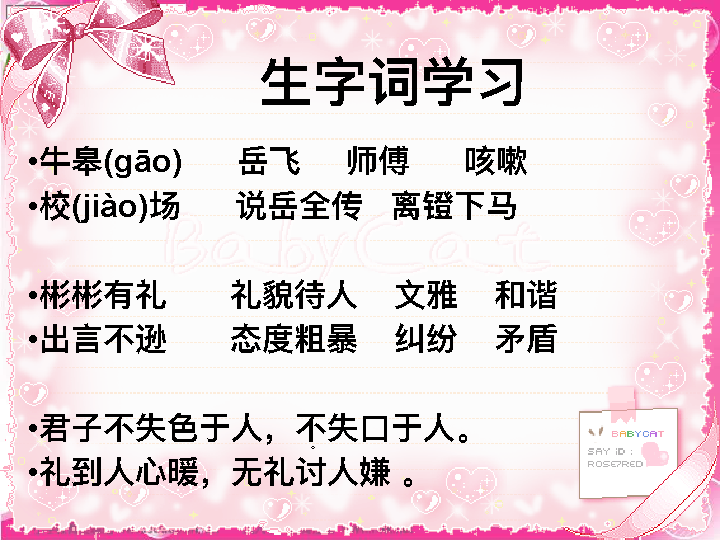 生字词学习
•牛皋(gāo) 岳飞 师傅 咳嗽
•校(jiào)场 说岳全传 离镫下马
BabyCat
•彬彬有礼 礼貌待人 文雅 和谐
•出言不逊 态度粗暴 纠纷 矛盾
•君子不失色于人，不失口于人。
•礼到人心暖，无礼讨人嫌 。
BABYCAT
SAY iD :
ROSE7RED